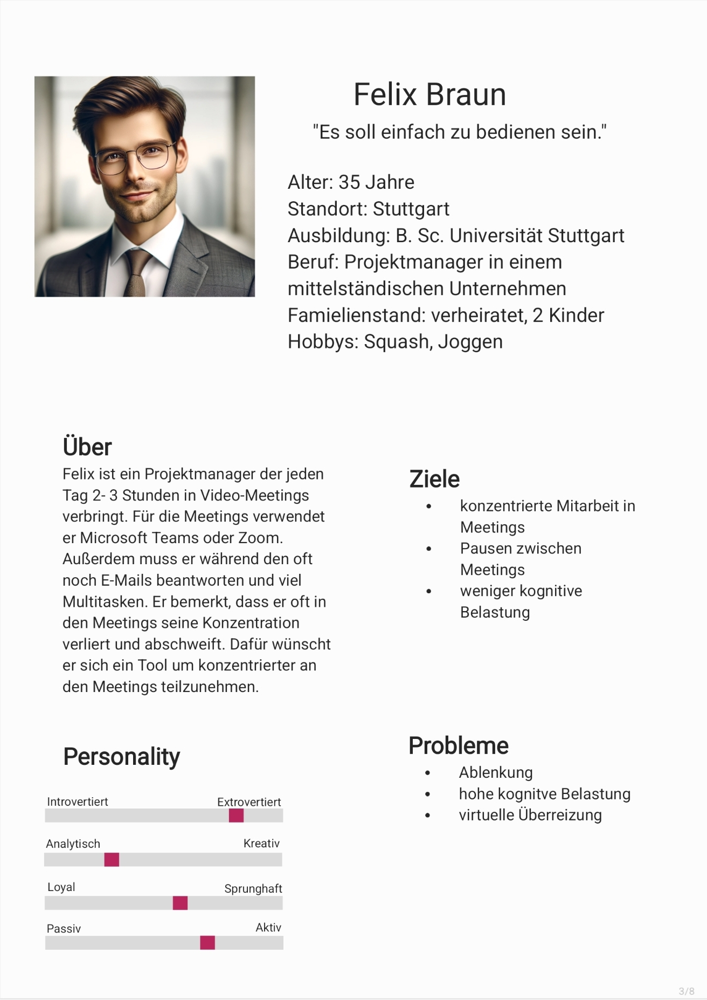 Felix Braun
"Es soll einfach zu bedienen sein."
Alter: 35 Jahre
Standort: Stuttgart
Ausbildung: B. Sc. Universität Stuttgart
Beruf: Projektmanager in einem
mittelständischen Unternehmen
Famielienstand: verheiratet, 2 Kinder
Hobbys: Squash, Joggen
Über
Felix ist ein Projektmanager der jeden
Tag 2- 3 Stunden in Video-Meetings
verbringt. Für die Meetings verwendet
er Microsoft Teams oder Zoom.
Außerdem muss er während den oft
noch E-Mails beantworten und viel
Multitasken. Er bemerkt, dass er oft in
den Meetings seine Konzentration
verliert und abschweift. Dafür wünscht
er sich ein Tool um konzentrierter an
den Meetings teilzunehmen.
Ziele
• konzentrierte Mitarbeit in
Meetings
• Pausen zwischen
Meetings
• weniger kognitive
Belastung
Personality
Introvertiert Extrovertiert
Analytisch Kreativ
Loyal Sprunghaft
Passiv Aktiv
Probleme
• Ablenkung
• hohe kognitve Belastung
• virtuelle Überreizung
3/8